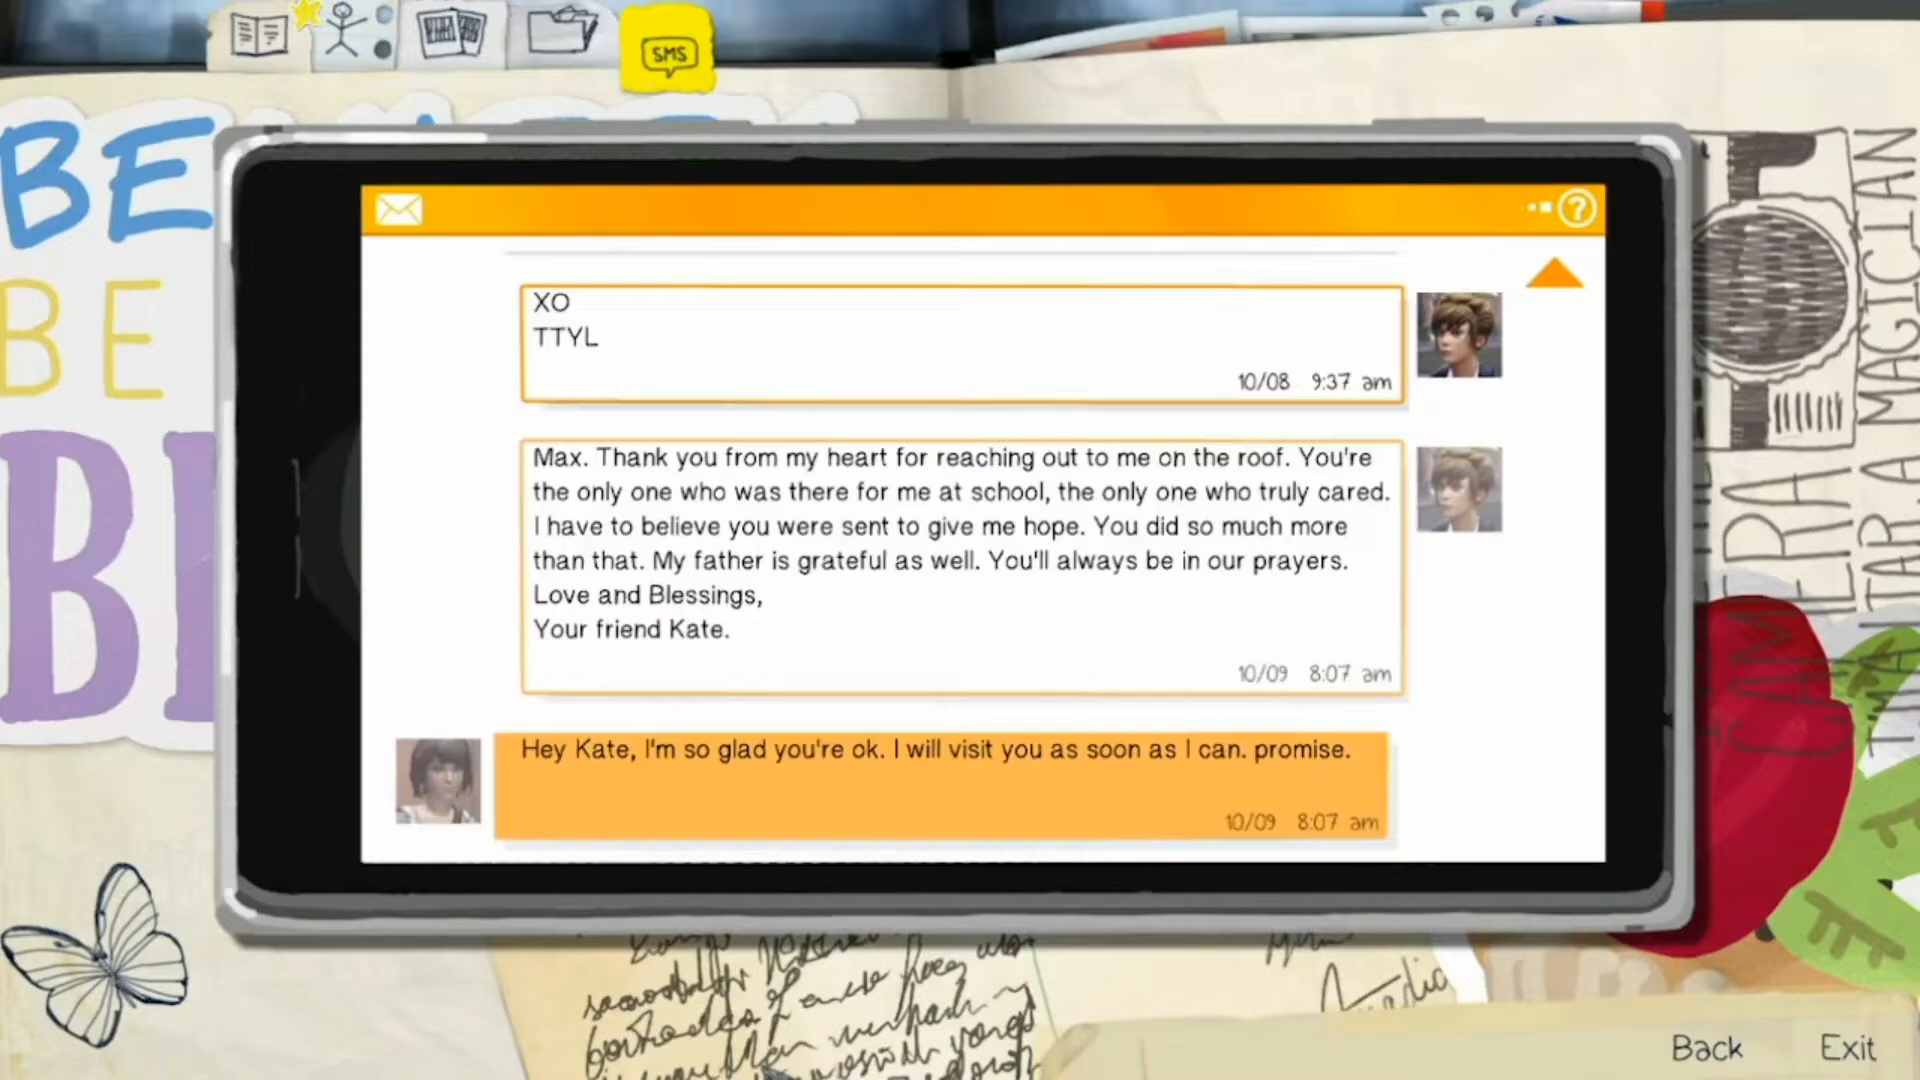 SMS
BE
BE
XO
TTYL
10/08 9:37 am
Max. Thank you from my heart for reaching out to me on the roof. You're
the only one who was there for me at school, the only one who truly cared.
I have to believe you were sent to give me hope. You did so much more
than that. My father is grateful as well. You'll always be in our prayers.
Love and Blessings,
Your friend Kate.
10/09 8:07 am
Hey Kate, I'm so glad you're ok. I will visit you as soon as I can. promise.
10/09 8:07 am
MAGICIAN
Back Exit